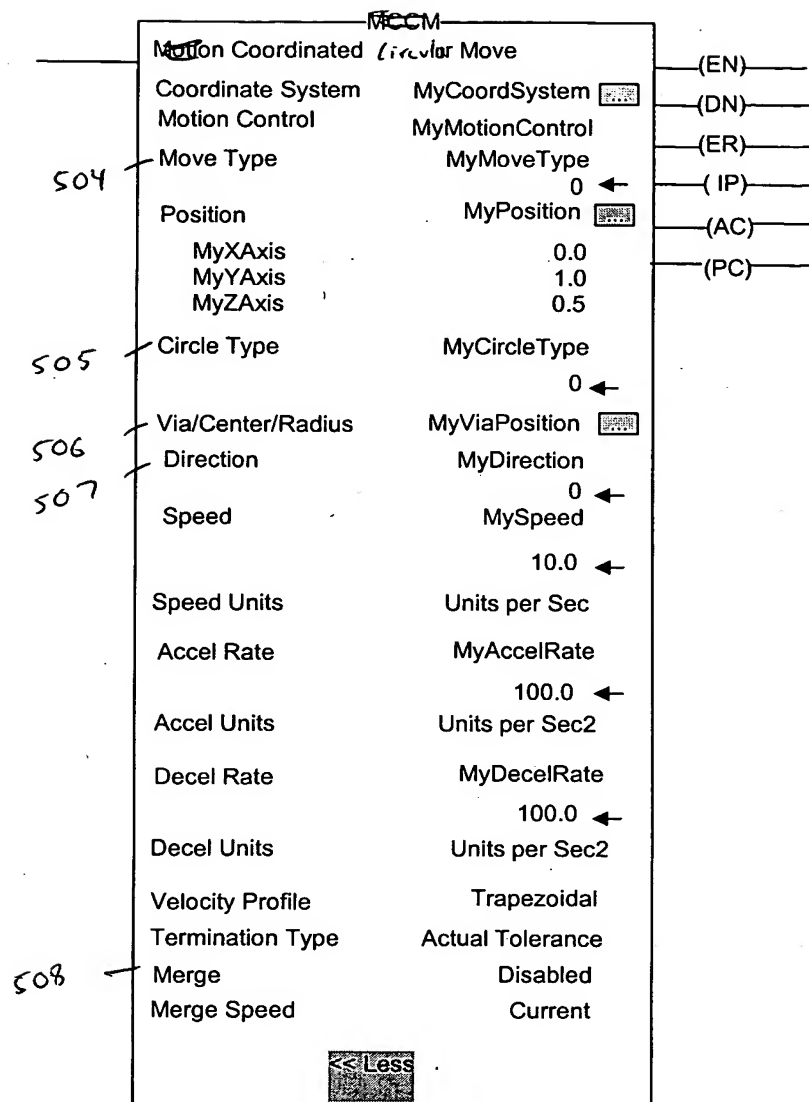 MCCM
Motion Coordinated Circular Move
(EN)
Coordinate System MyCoordSystem ...
(DN)
Motion Control MyMotionControl
(ER)
504 Move Type MyMoveType
0 (IP)
Position MyPosition ...
(AC)
MyXAxis 0.0
(PC)
MyYAxis 1.0
MyZAxis 0.5
505 Circle Type MyCircleType
0
506 Via/Center/Radius MyViaPosition ...
507 Direction MyDirection
0
Speed MySpeed
10.0
Speed Units Units per Sec
Accel Rate MyAccelRate
100.0
Accel Units Units per Sec2
Decel Rate MyDecelRate
100.0
Decel Units Units per Sec2
Velocity Profile Trapezoidal
Termination Type Actual Tolerance
508 Merge Disabled
Merge Speed Current
<< Less